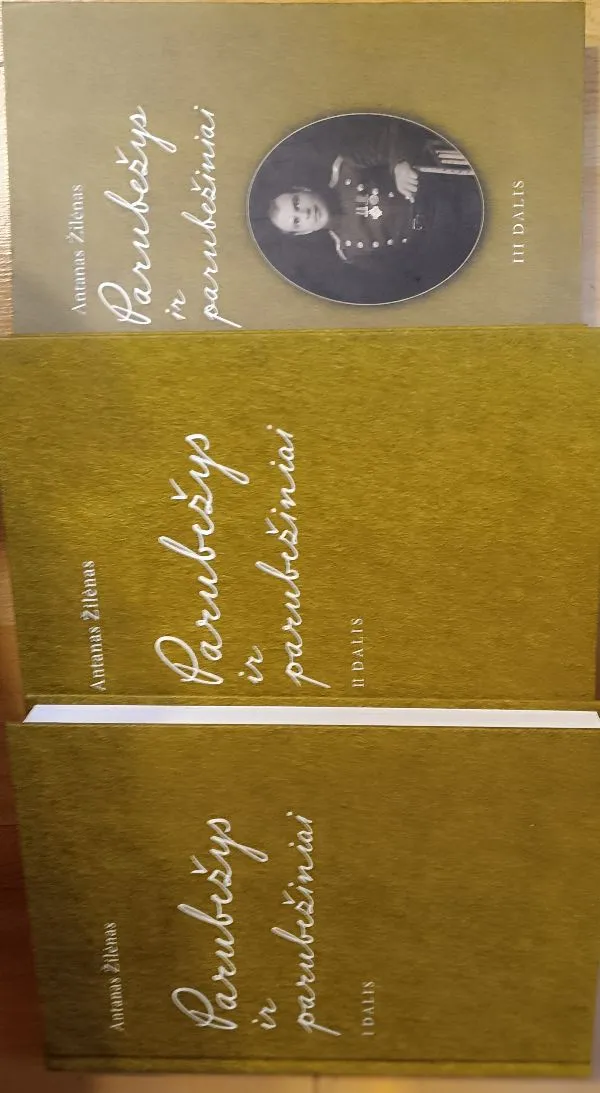 Antanas Žilėnas
Parubežys
ir
parubežiniai
III DALIS
Antanas Žilėnas
Parubežys
ir
parubežiniai
II DALIS
Antanas Žilėnas
Parubežys
ir
parubežiniai
I DALIS